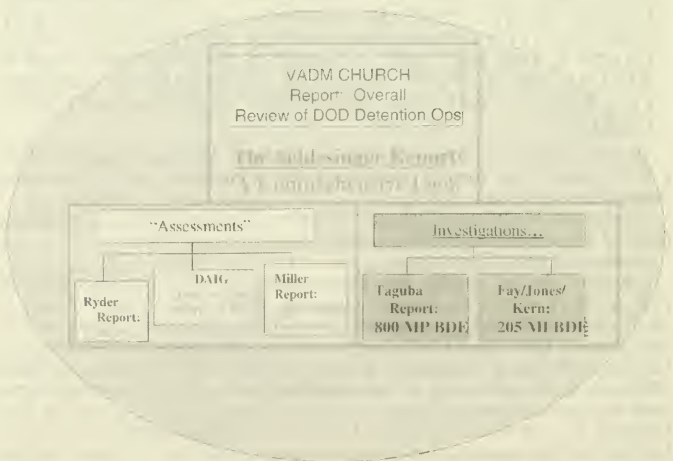 VADM CHURCH
Report: Overall
Review of DOD Detention Ops
The Schlesinger Report:
"Assessments"
Investigations...
Ryder
Report:
DAIG
Miller
Report:
Taguba
Report:
800 MP BDE
Fay/Jones/
Kern:
205 MI BDE